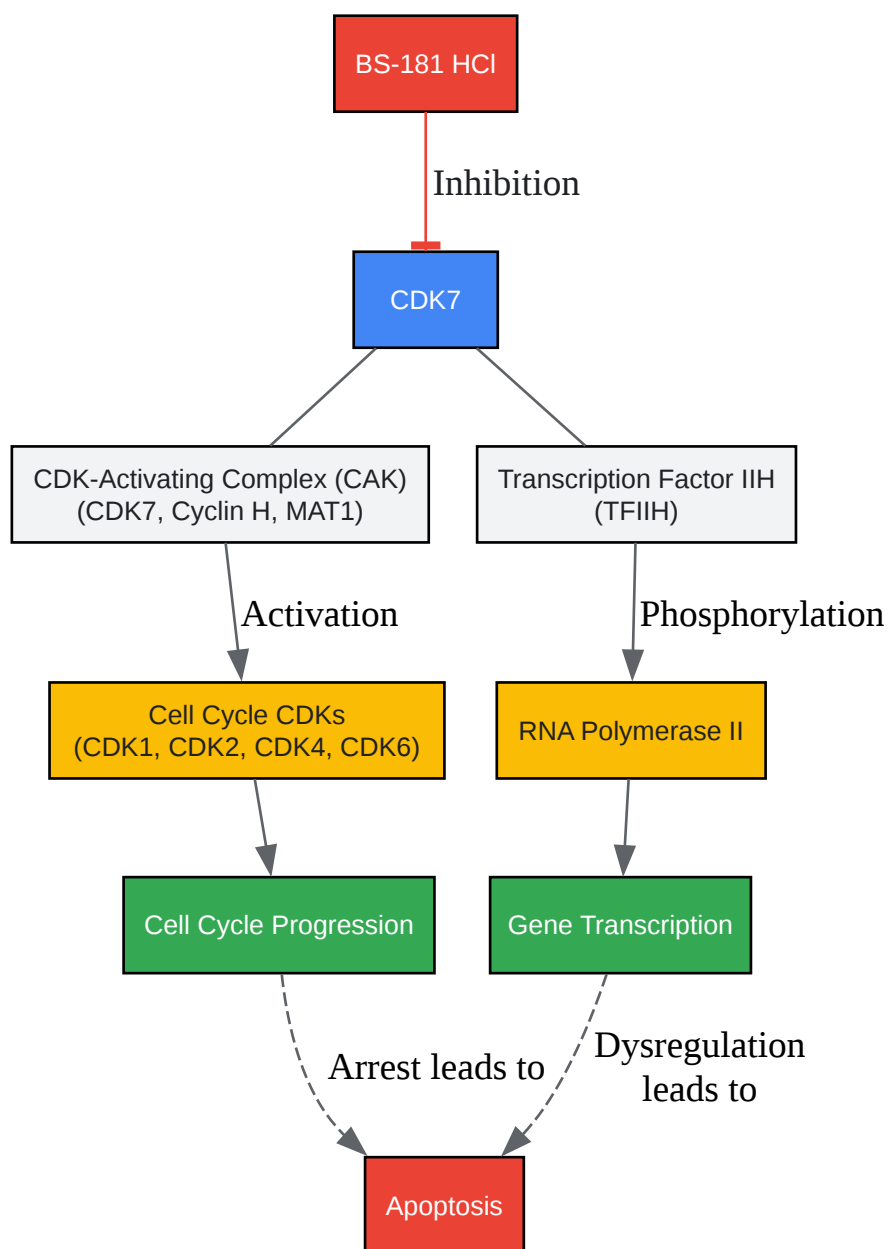 BS-181 HCl
Inhibition
CDK7
CDK-Activating Complex (CAK)
(CDK7, Cyclin H, MAT1)
Transcription Factor IIH
(TFIIH)
Activation
Phosphorylation
Cell Cycle CDKs
(CDK1, CDK2, CDK4, CDK6)
RNA Polymerase II
Cell Cycle Progression
Gene Transcription
Arrest leads to
Dysregulation
leads to
Apoptosis